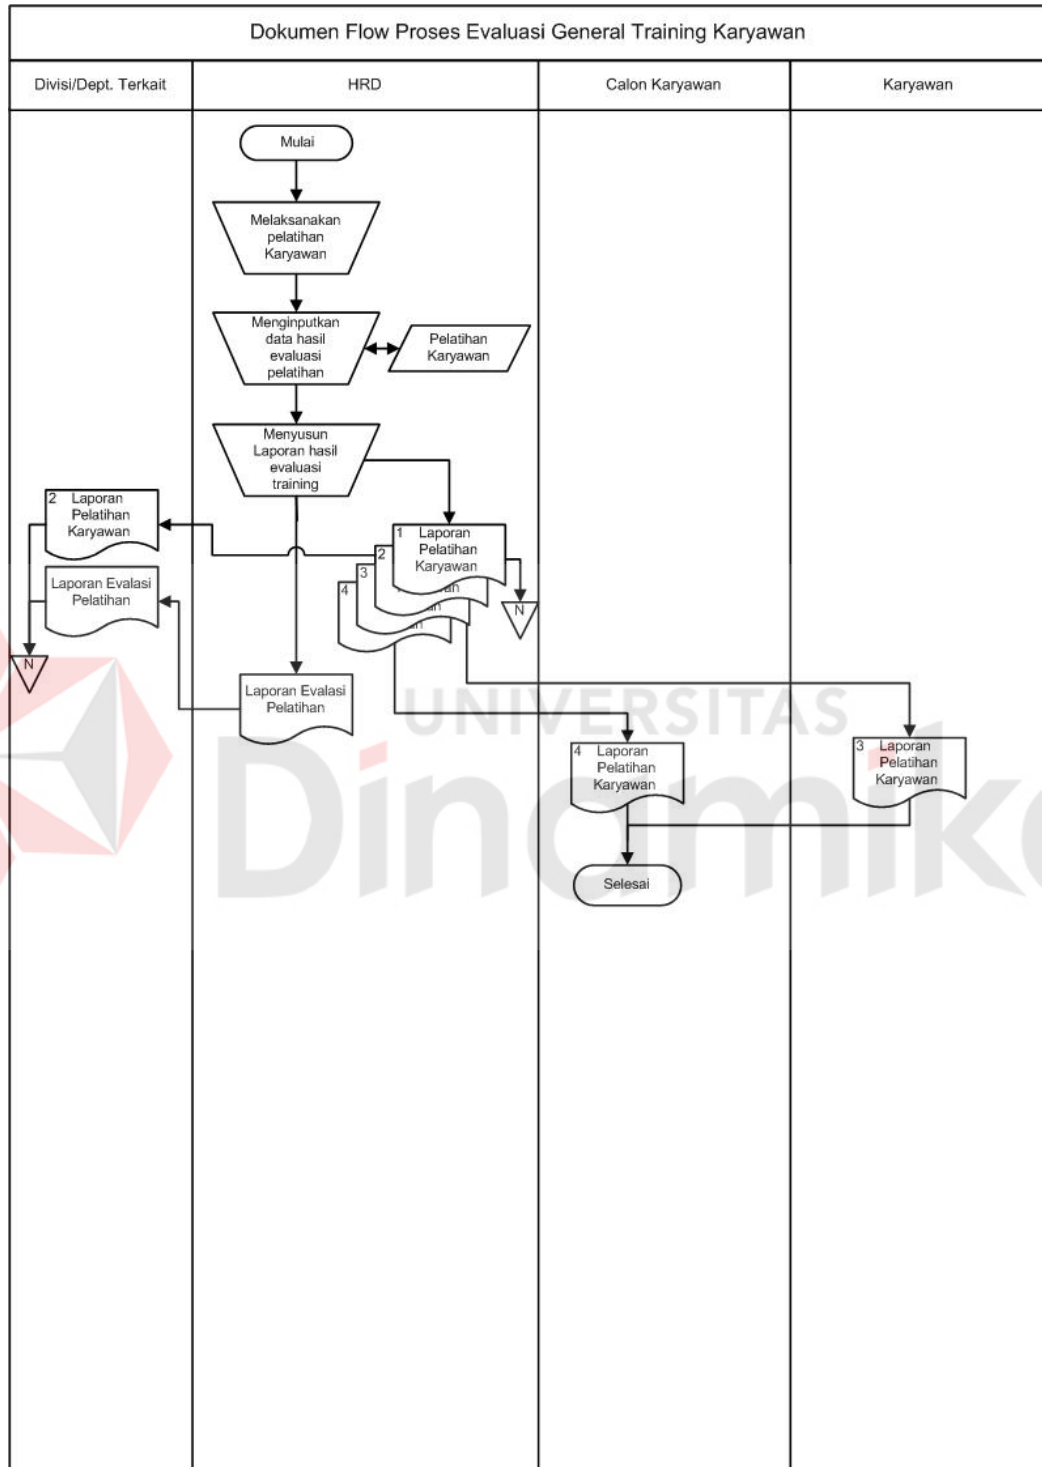 Dokumen Flow Proses Evaluasi General Training Karyawan
Divisi/Dept. Terkait
HRD
Calon Karyawan
Karyawan
Mulai
Melaksanakan
pelatihan
Karyawan
Menginputkan
data hasil
evaluasi
pelatihan
Pelatihan
Karyawan
Menyusun
Laporan hasil
evaluasi
training
2 Laporan
Pelatihan
Karyawan
1 Laporan
Pelatihan
Karyawan
2
3
4
an
an
N
Laporan Evalasi
Pelatihan
N
Laporan Evalasi
Pelatihan
4 Laporan
Pelatihan
Karyawan
3 Laporan
Pelatihan
Karyawan
Selesai
UNIVERSITAS
Dinamika